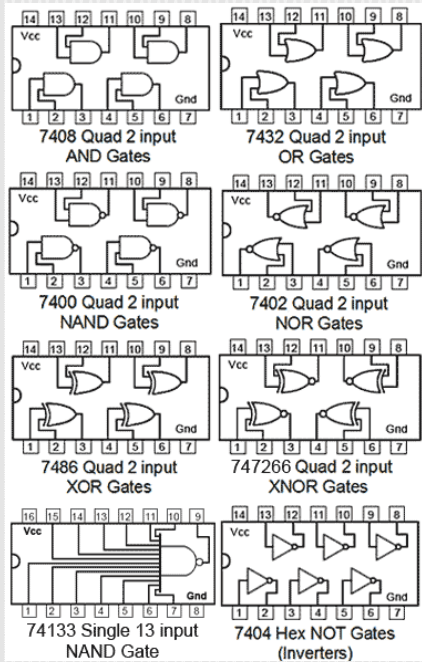 14 13 12 11 10 9 8
Vcc
Gnd
1 2 3 4 5 6 7
7408 Quad 2 input
AND Gates
14 13 12 11 10 9 8
Vcc
Gnd
1 2 3 4 5 6 7
7432 Quad 2 input
OR Gates
14 13 12 11 10 9 8
Vcc
Gnd
1 2 3 4 5 6 7
7400 Quad 2 input
NAND Gates
14 13 12 11 10 9 8
Vcc
Gnd
1 2 3 4 5 6 7
7402 Quad 2 input
NOR Gates
14 13 12 11 10 9 8
Vcc
Gnd
1 2 3 4 5 6 7
7486 Quad 2 input
XOR Gates
14 13 12 11 10 9 8
Vcc
Gnd
1 2 3 4 5 6 7
747266 Quad 2 input
XNOR Gates
16 15 14 13 12 11 10 9
Vcc
Gnd
1 2 3 4 5 6 7 8
74133 Single 13 input
NAND Gate
14 13 12 11 10 9 8
Vcc
Gnd
1 2 3 4 5 6 7
7404 Hex NOT Gates
(Inverters)